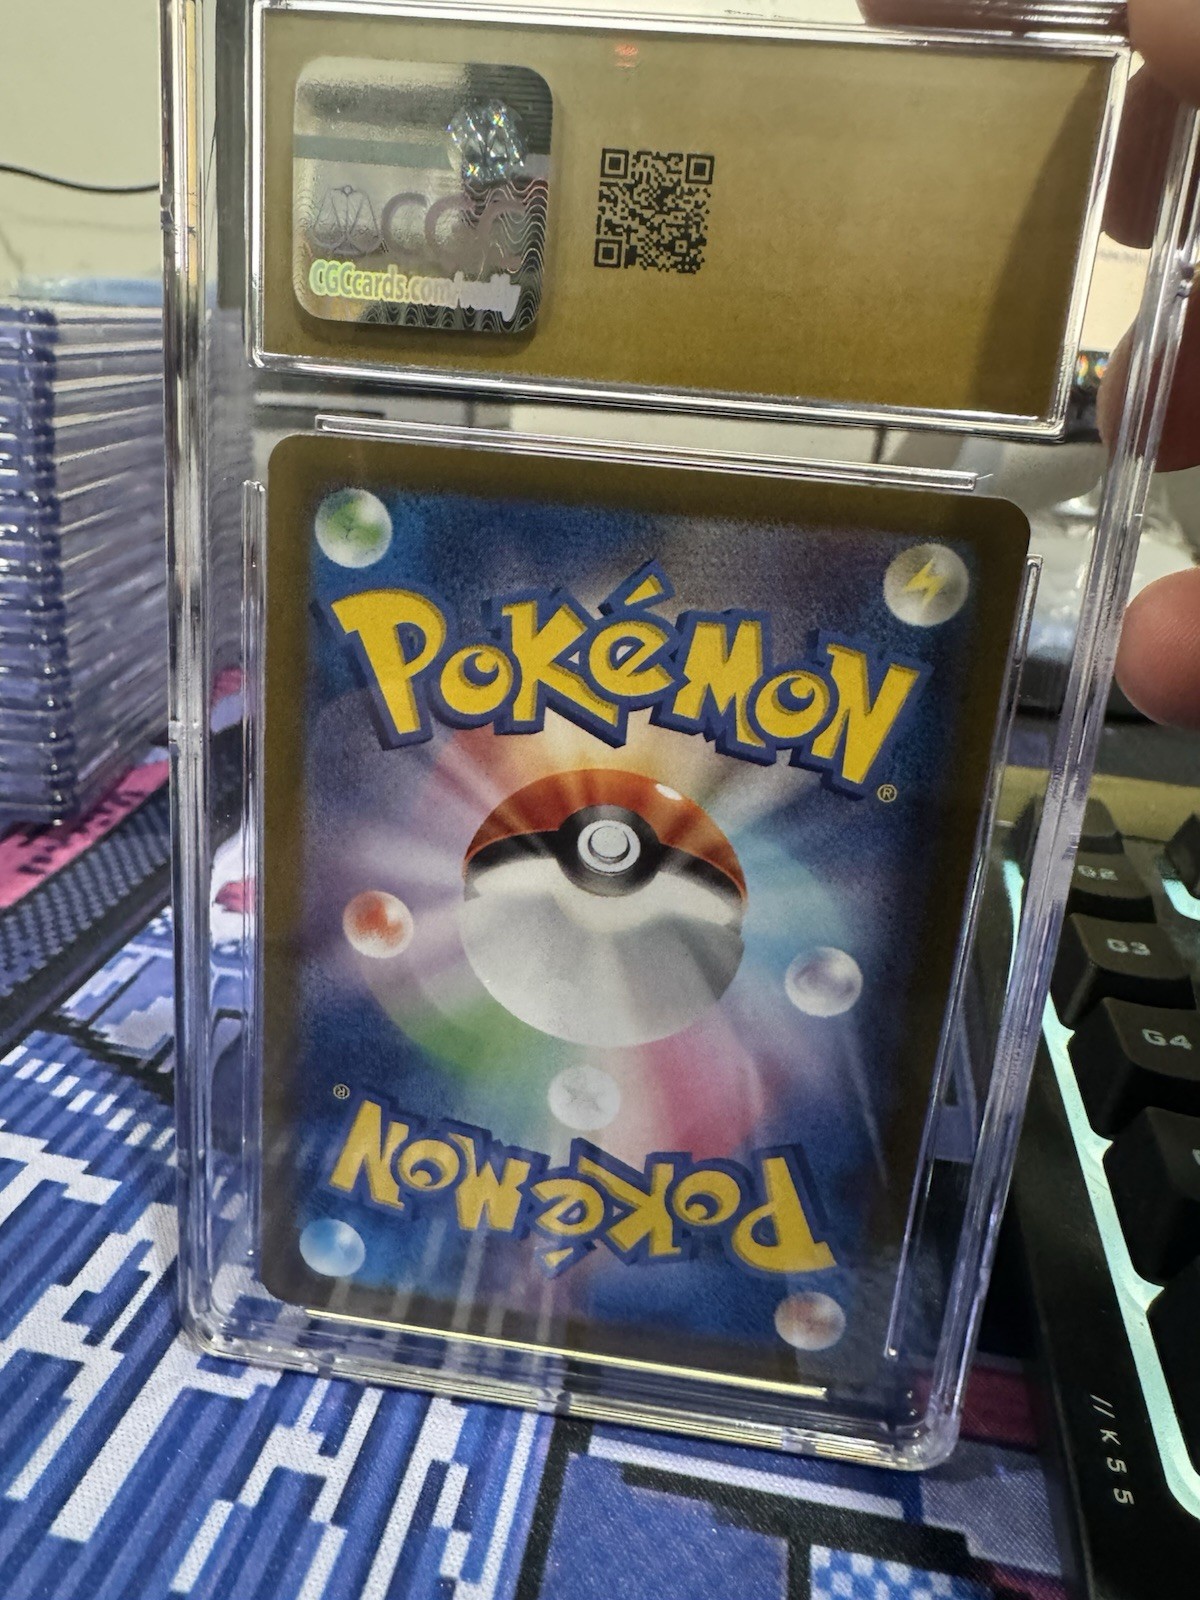 CGC
CGCcards.com/verify
POKéMON
®
®
POKéMON
G2
G3
G4
//K55